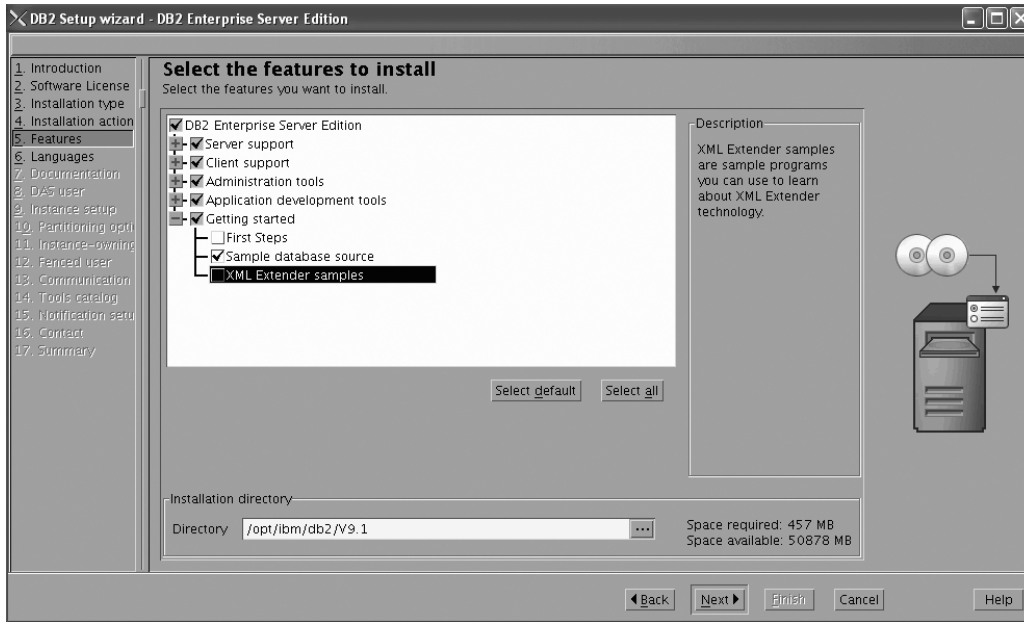 DB2 Setup wizard - DB2 Enterprise Server Edition
1. Introduction
2. Software License
3. Installation type
4. Installation action
5. Features
6. Languages
7. Documentation
8. DAS user
9. Instance setup
10. Partitioning opti
11. Instance-owning
12. Fenced user
13. Communication
14. Tools catalog
15. Notification setu
16. Contact
17. Summary
Select the features to install
Select the features you want to install.
DB2 Enterprise Server Edition
Server support
Client support
Administration tools
Application development tools
Getting started
First Steps
Sample database source
XML Extender samples
Select default
Select all
Description
XML Extender samples
are sample programs
you can use to learn
about XML Extender
technology.
Installation directory
Directory
/opt/ibm/db2/V9.1
...
Space required: 457 MB
Space available: 50878 MB
Back
Next
Finish
Cancel
Help